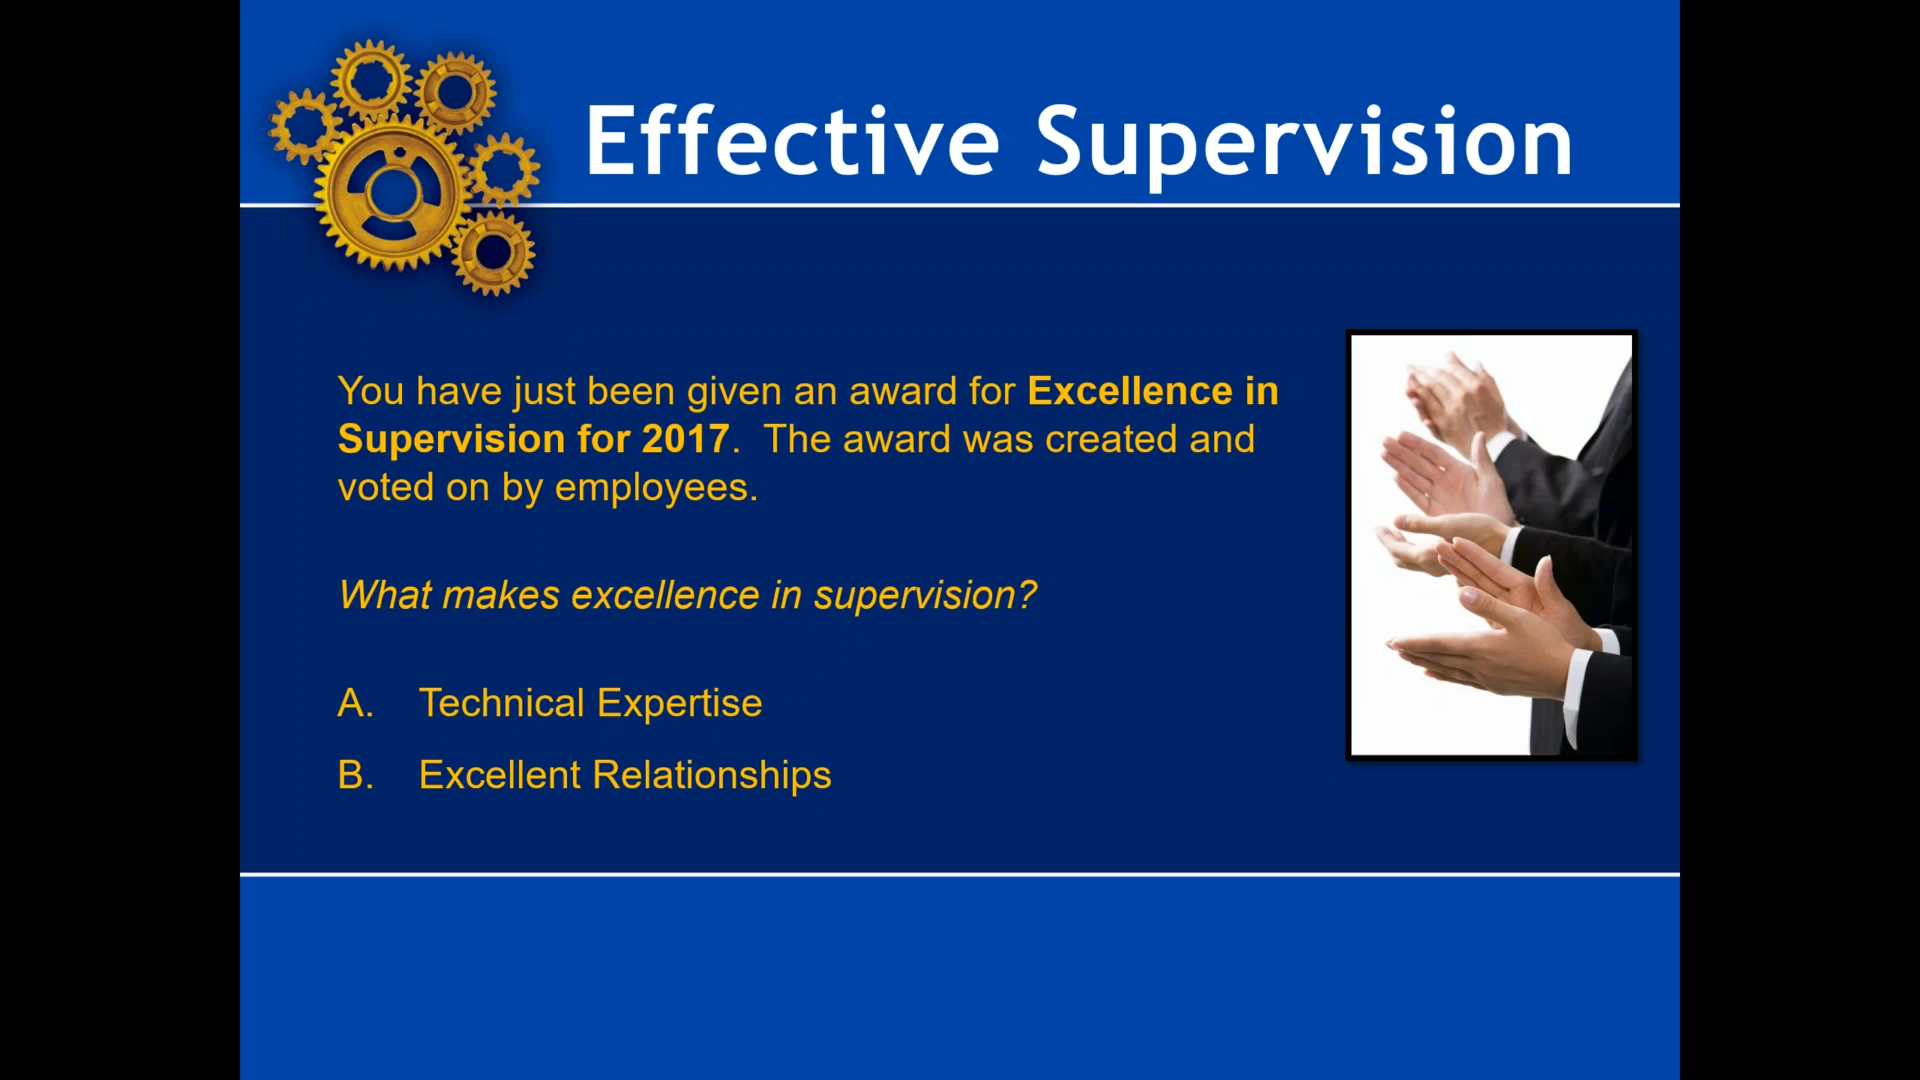 Effective Supervision
You have just been given an award for Excellence in
Supervision for 2017.  The award was created and
voted on by employees.
What makes excellence in supervision?
A. Technical Expertise
B. Excellent Relationships